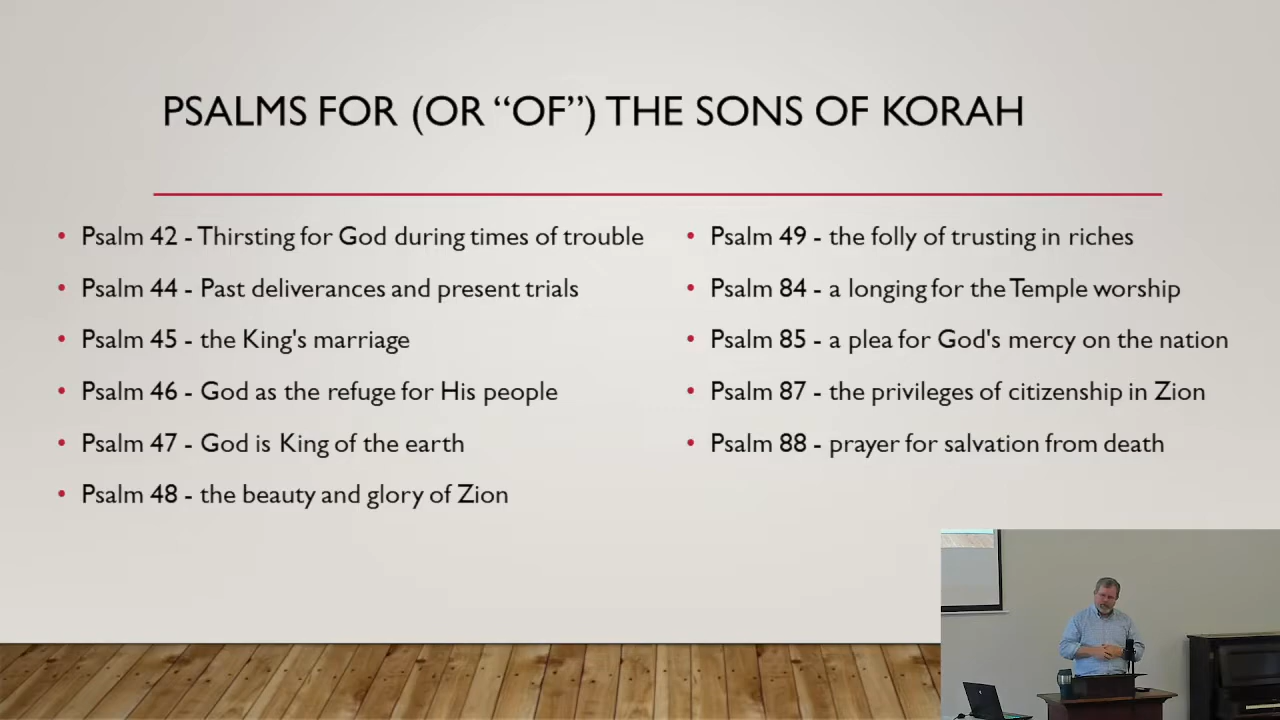 PSALMS FOR (OR “OF”) THE SONS OF KORAH
• Psalm 42 - Thirsting for God during times of trouble
• Psalm 44 - Past deliverances and present trials
• Psalm 45 - the King's marriage
• Psalm 46 - God as the refuge for His people
• Psalm 47 - God is King of the earth
• Psalm 48 - the beauty and glory of Zion
• Psalm 49 - the folly of trusting in riches
• Psalm 84 - a longing for the Temple worship
• Psalm 85 - a plea for God's mercy on the nation
• Psalm 87 - the privileges of citizenship in Zion
• Psalm 88 - prayer for salvation from death